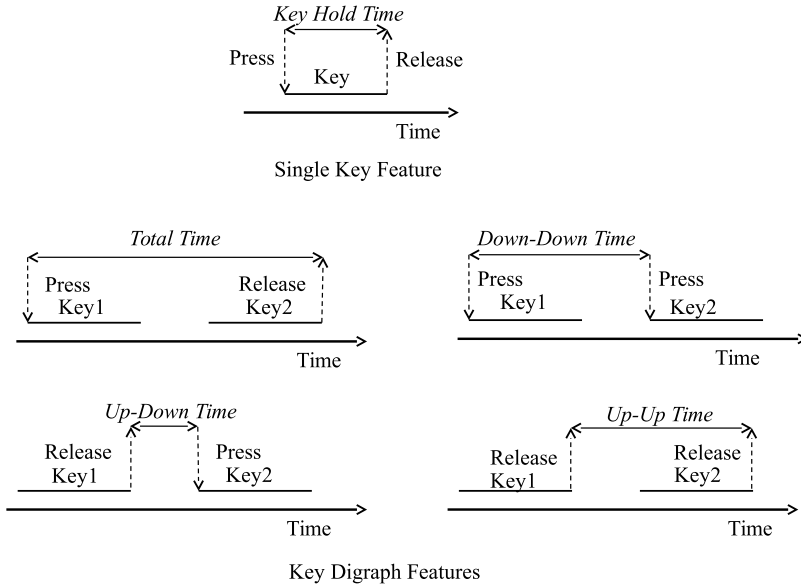 Key Hold Time
Press
Release
Key
Time
Single Key Feature
Total Time
Press
Key1
Release
Key2
Time
Down-Down Time
Press
Key1
Press
Key2
Time
Up-Down Time
Release
Key1
Press
Key2
Time
Up-Up Time
Release
Key1
Release
Key2
Time
Key Digraph Features